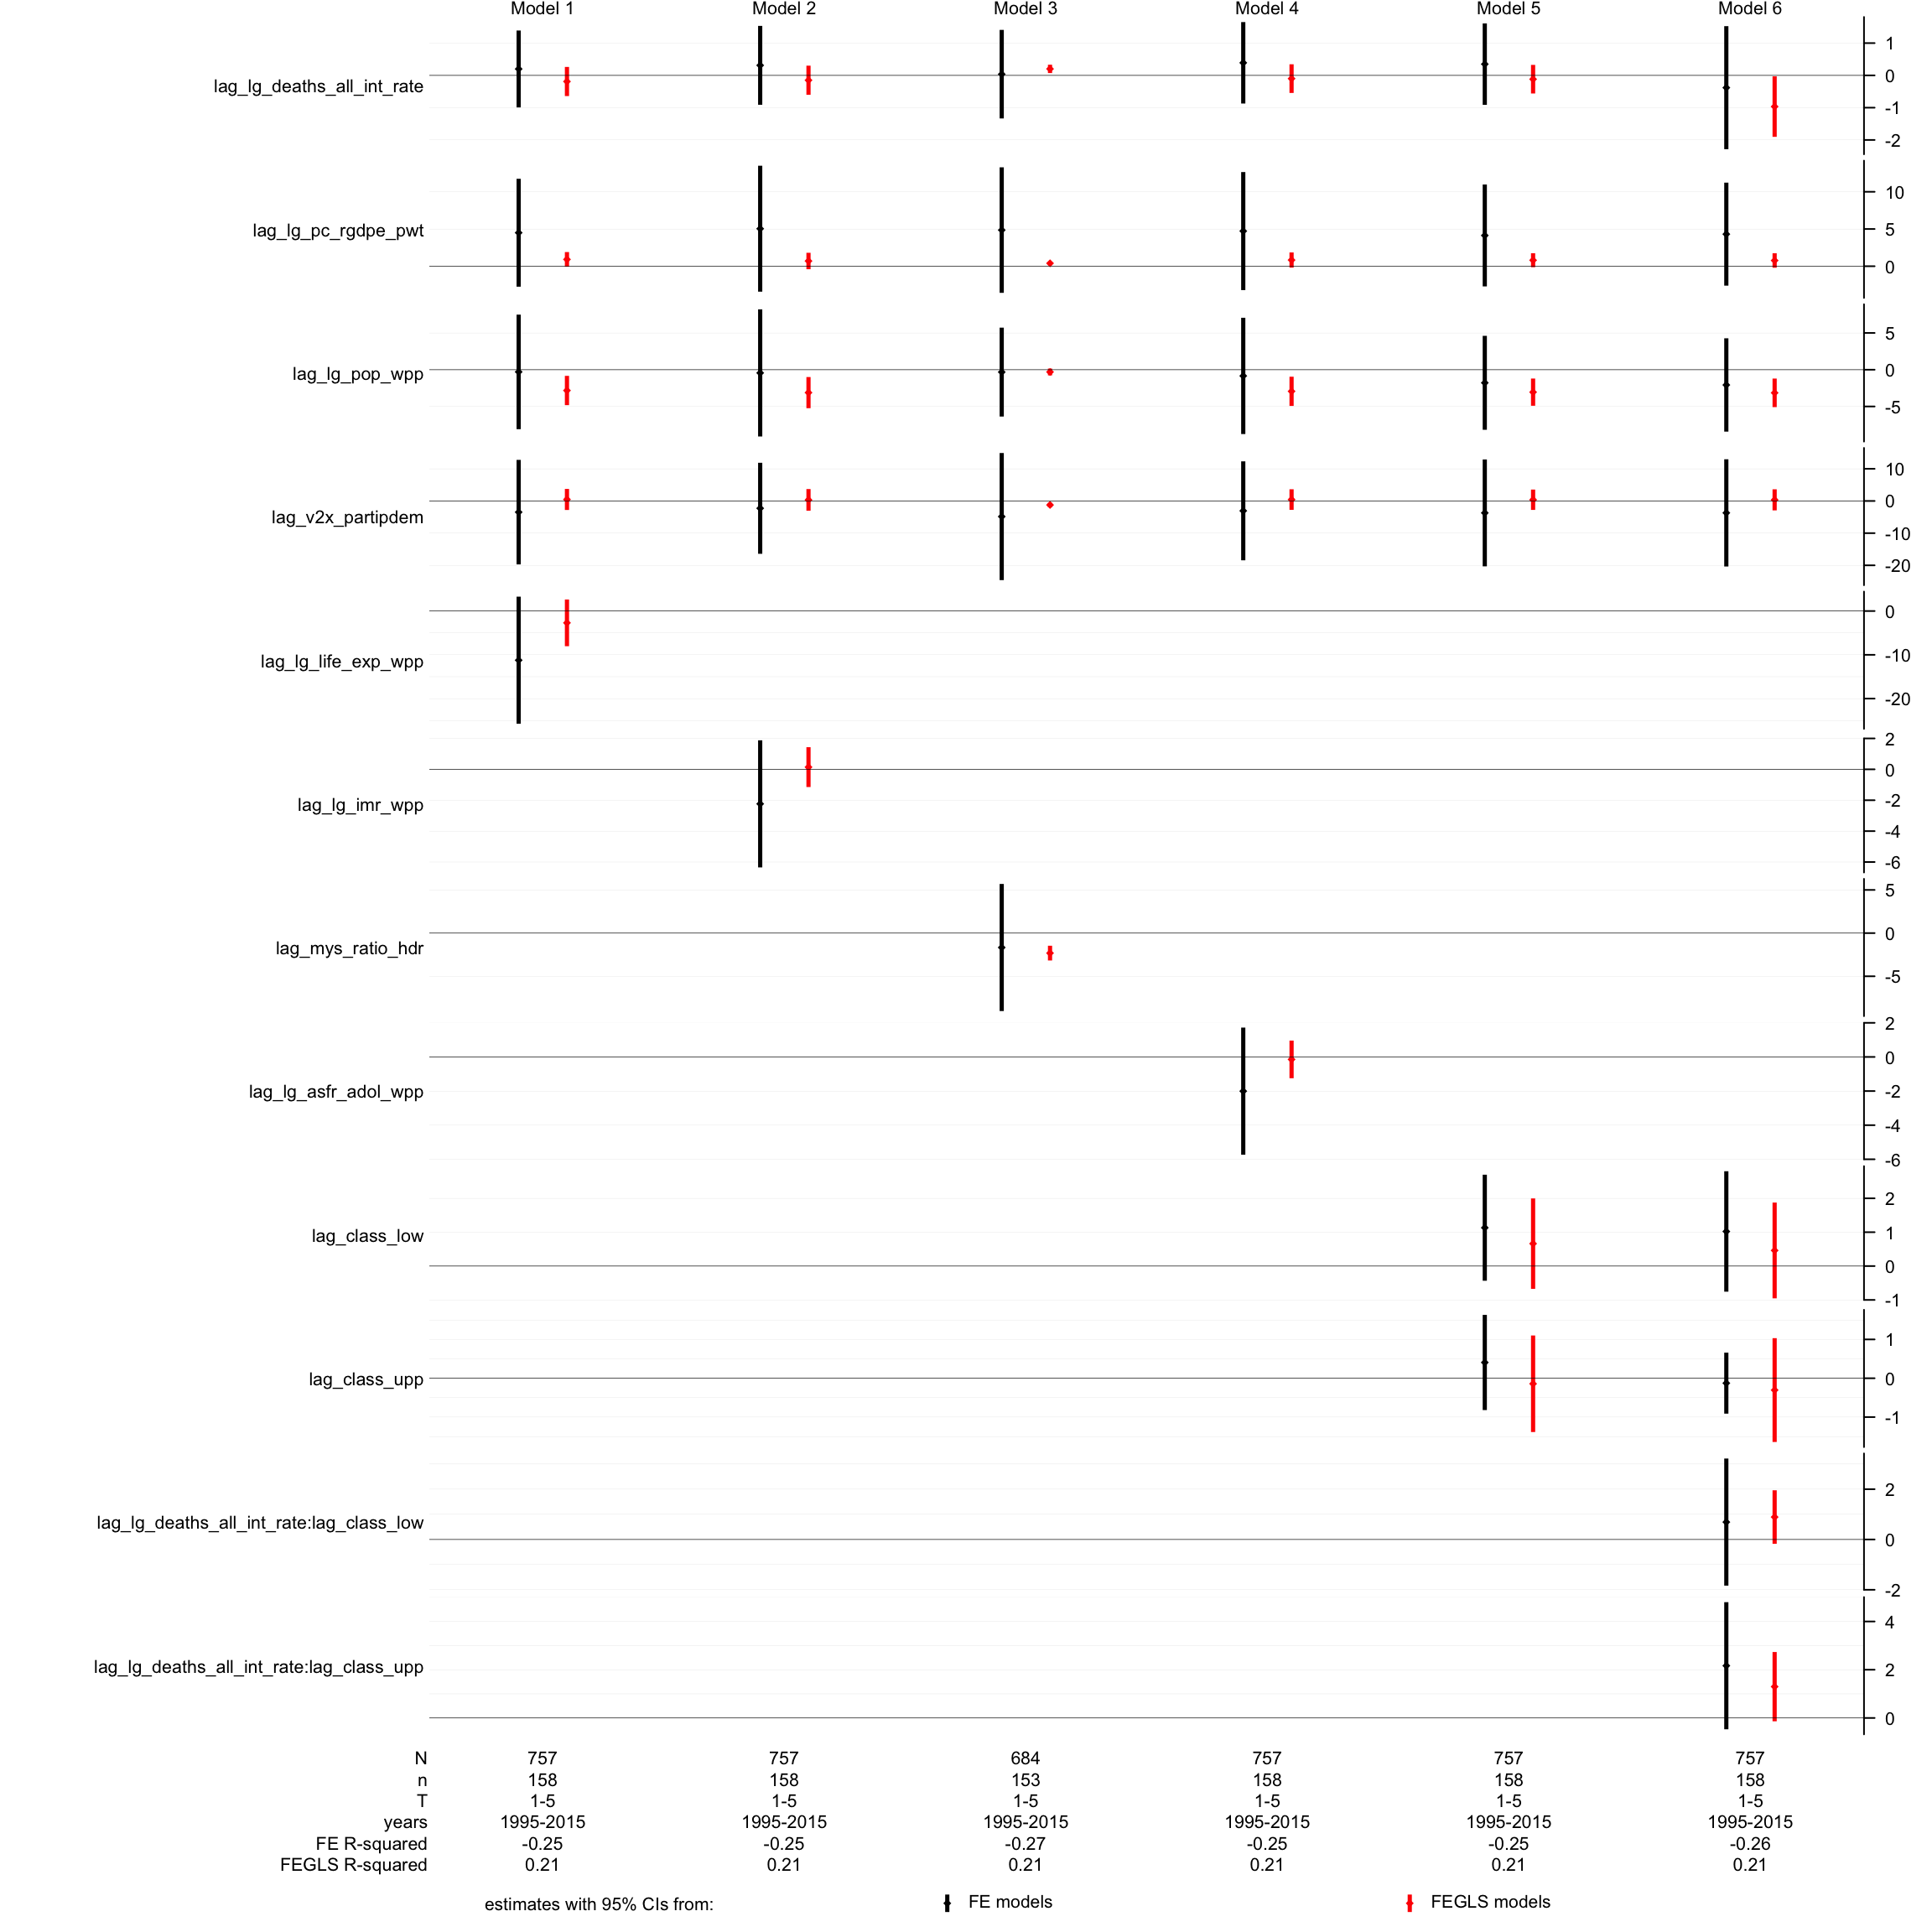 Model 1 Model 2 Model 3 Model 4 Model 5 Model 6
lag_lg_deaths_all_int_rate
1
0
-1
-2
lag_lg_pc_rgdpe_pwt
10
5
0
lag_lg_pop_wpp
5
0
-5
lag_v2x_partipdem
10
0
-10
-20
lag_lg_life_exp_wpp
0
-10
-20
lag_lg_imr_wpp
2
0
-2
-4
-6
lag_mys_ratio_hdr
5
0
-5
lag_lg_asfr_adol_wpp
2
0
-2
-4
-6
lag_class_low
2
1
0
-1
lag_class_upp
1
0
-1
lag_lg_deaths_all_int_rate:lag_class_low
2
0
-2
lag_lg_deaths_all_int_rate:lag_class_upp
4
2
0
N 757 757 684 757 757 757
n 158 158 153 158 158 158
T 1-5 1-5 1-5 1-5 1-5 1-5
years 1995-2015 1995-2015 1995-2015 1995-2015 1995-2015 1995-2015
FE R-squared -0.25 -0.25 -0.27 -0.25 -0.25 -0.26
FEGLS R-squared 0.21 0.21 0.21 0.21 0.21 0.21
estimates with 95% CIs from: FE models FEGLS models